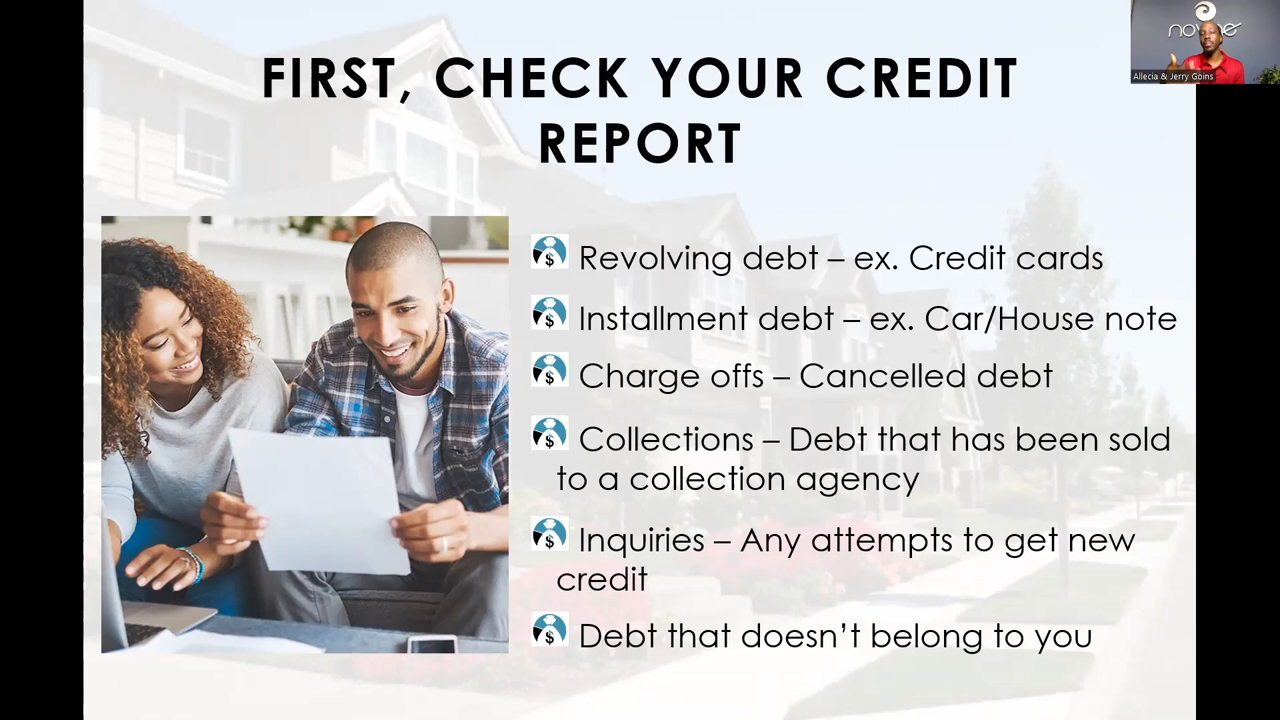 FIRST, CHECK YOUR CREDIT
REPORT
Revolving debt – ex. Credit cards
Installment debt – ex. Car/House note
Charge offs – Cancelled debt
Collections – Debt that has been sold
to a collection agency
Inquiries – Any attempts to get new
credit
Debt that doesn't belong to you
Allecia & Jerry Goins